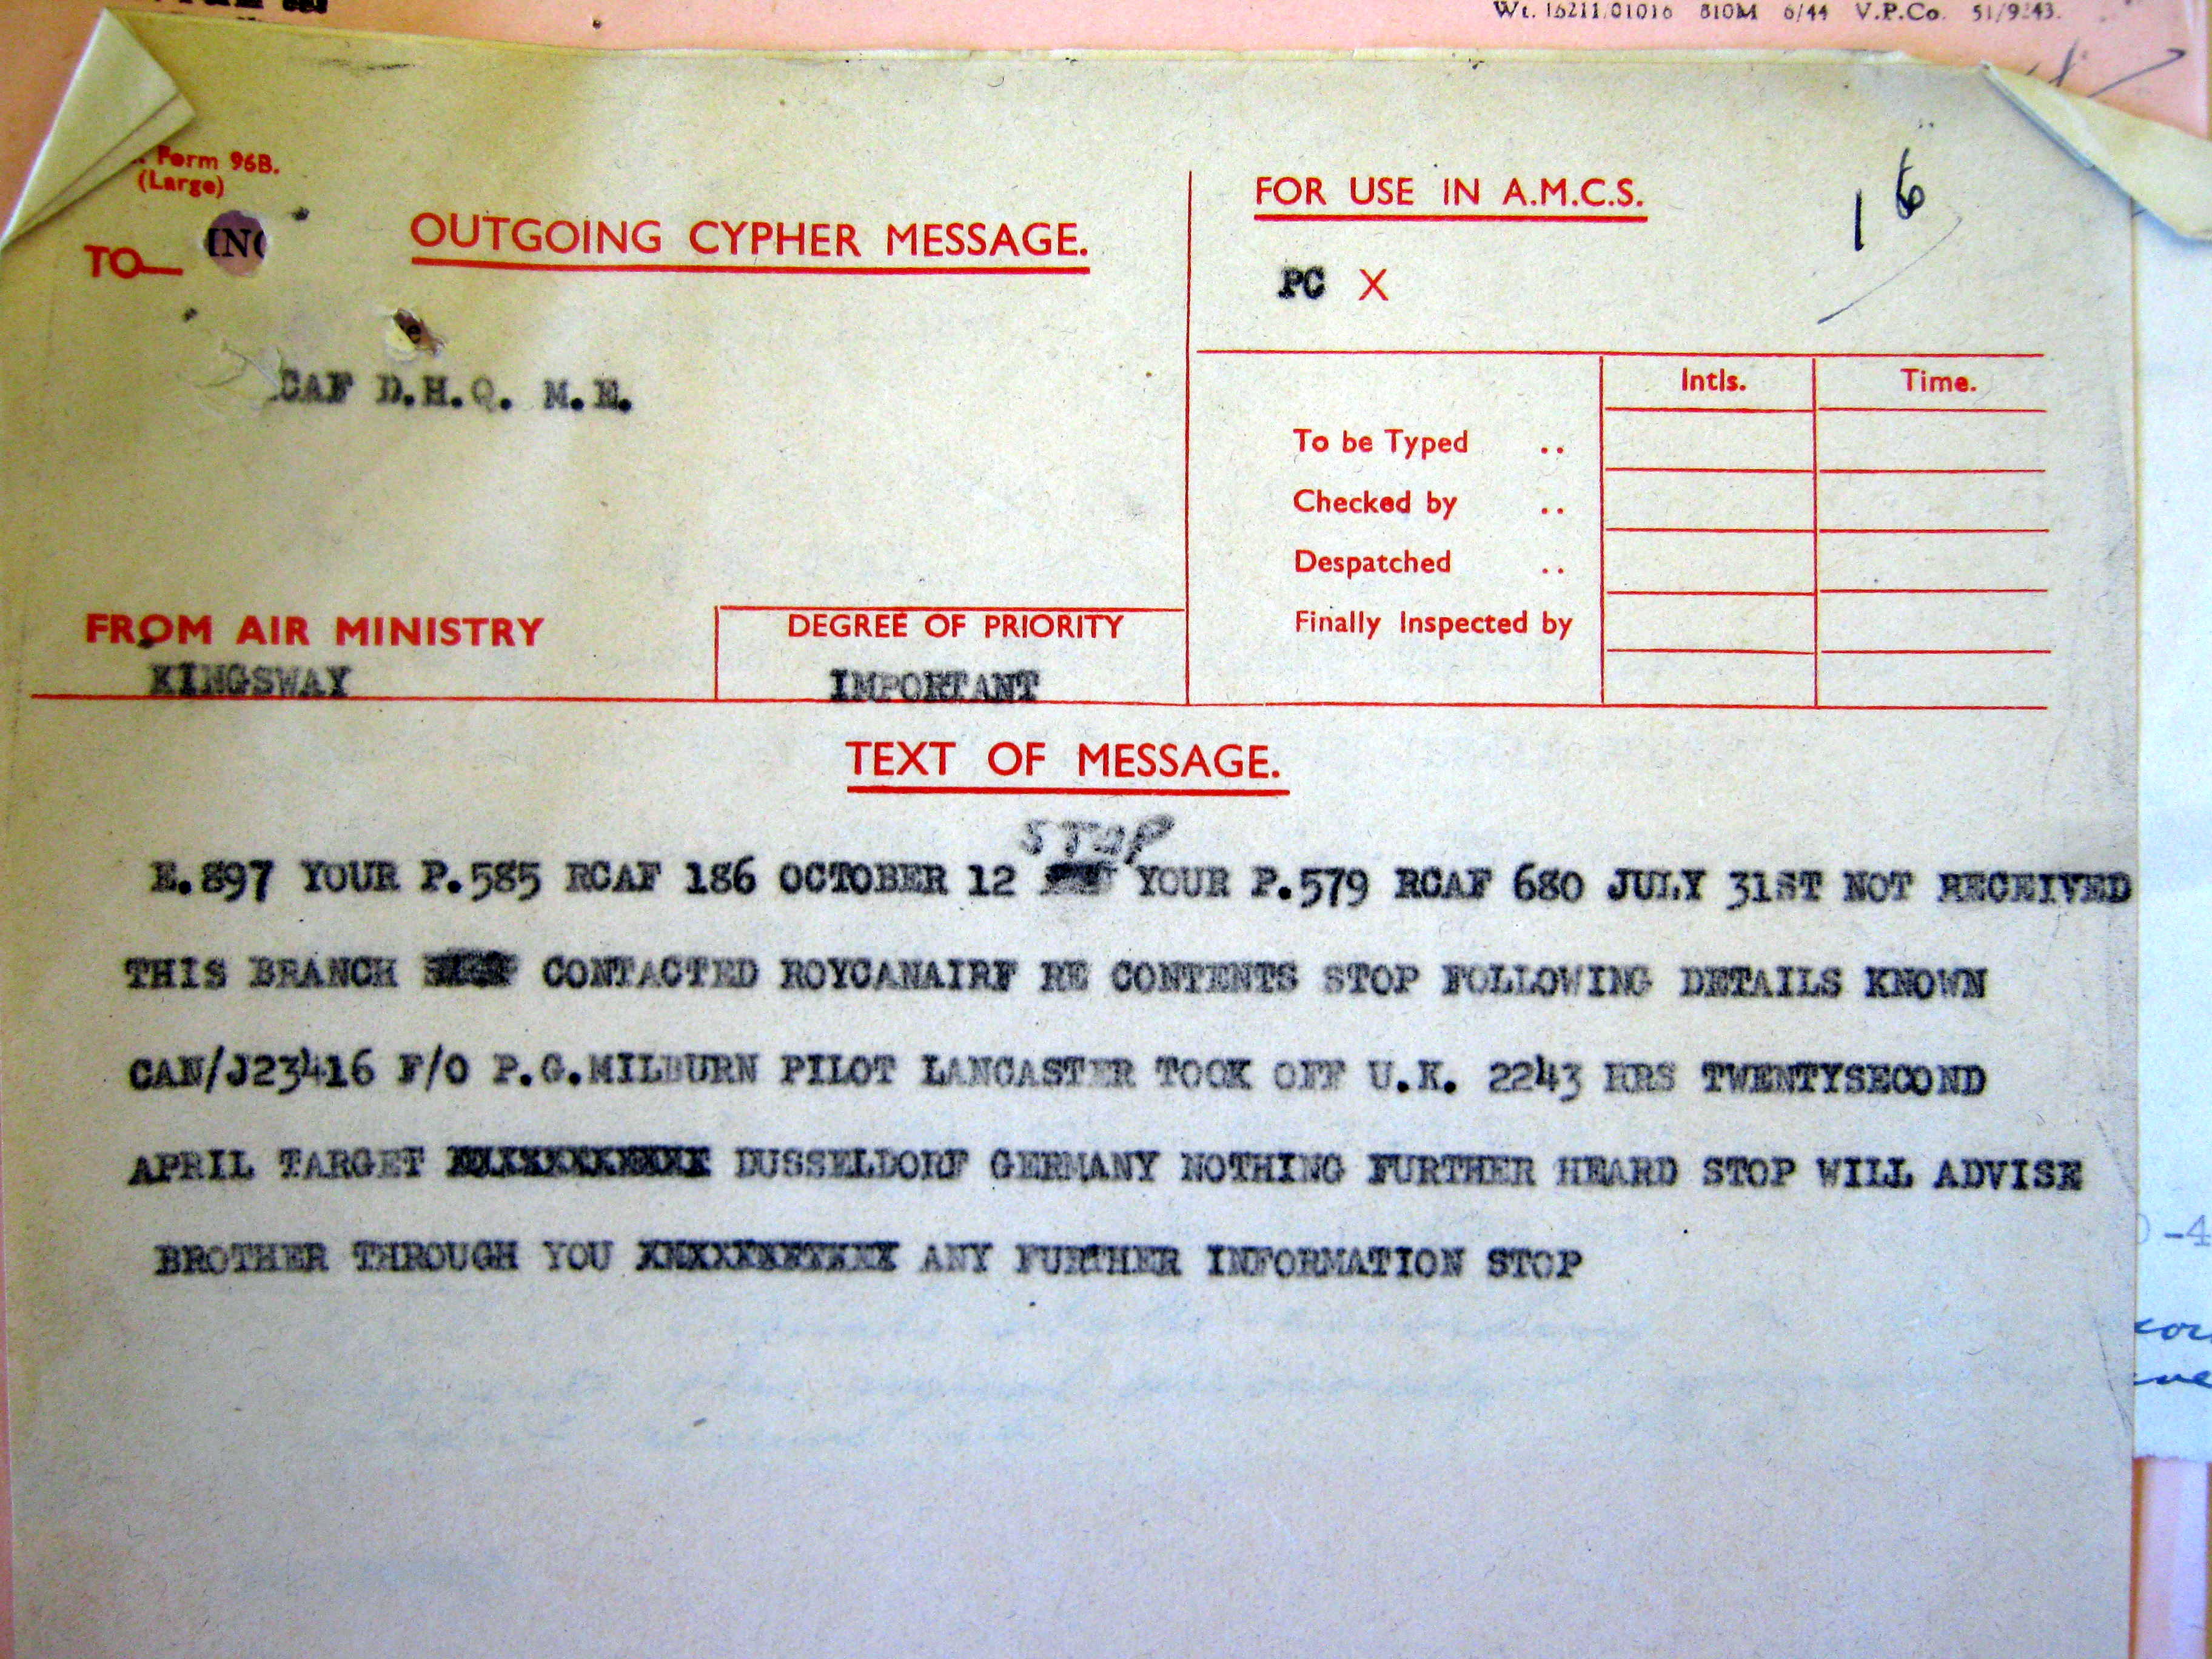 Wt. 16211/01016 810M 6/44 V.P.Co. 51/9243.
Form 96B.
(Large)
TO—
OUTGOING CYPHER MESSAGE.
FOR USE IN A.M.C.S.
16
PC X
CAF D.H.Q. M.E.
Intls. Time.
To be Typed ..
Checked by ..
Despatched ..
Finally Inspected by
FROM AIR MINISTRY
KINGSWAY
DEGREE OF PRIORITY
IMPORTANT
TEXT OF MESSAGE.
STOP
E.897 YOUR P.585 RCAF 186 OCTOBER 12 YOUR P.579 RCAF 680 JULY 31ST NOT RECEIVED
THIS BRANCH CONTACTED ROYCANAIRF RE CONTENTS STOP FOLLOWING DETAILS KNOWN
CAN/J23416 F/O P.G.MILBURN PILOT LANCASTER TOOK OFF U.K. 2243 HRS TWENTYSECOND
APRIL TARGET DUSSELDORF GERMANY NOTHING FURTHER HEARD STOP WILL ADVISE
BROTHER THROUGH YOU ANY FURTHER INFORMATION STOP